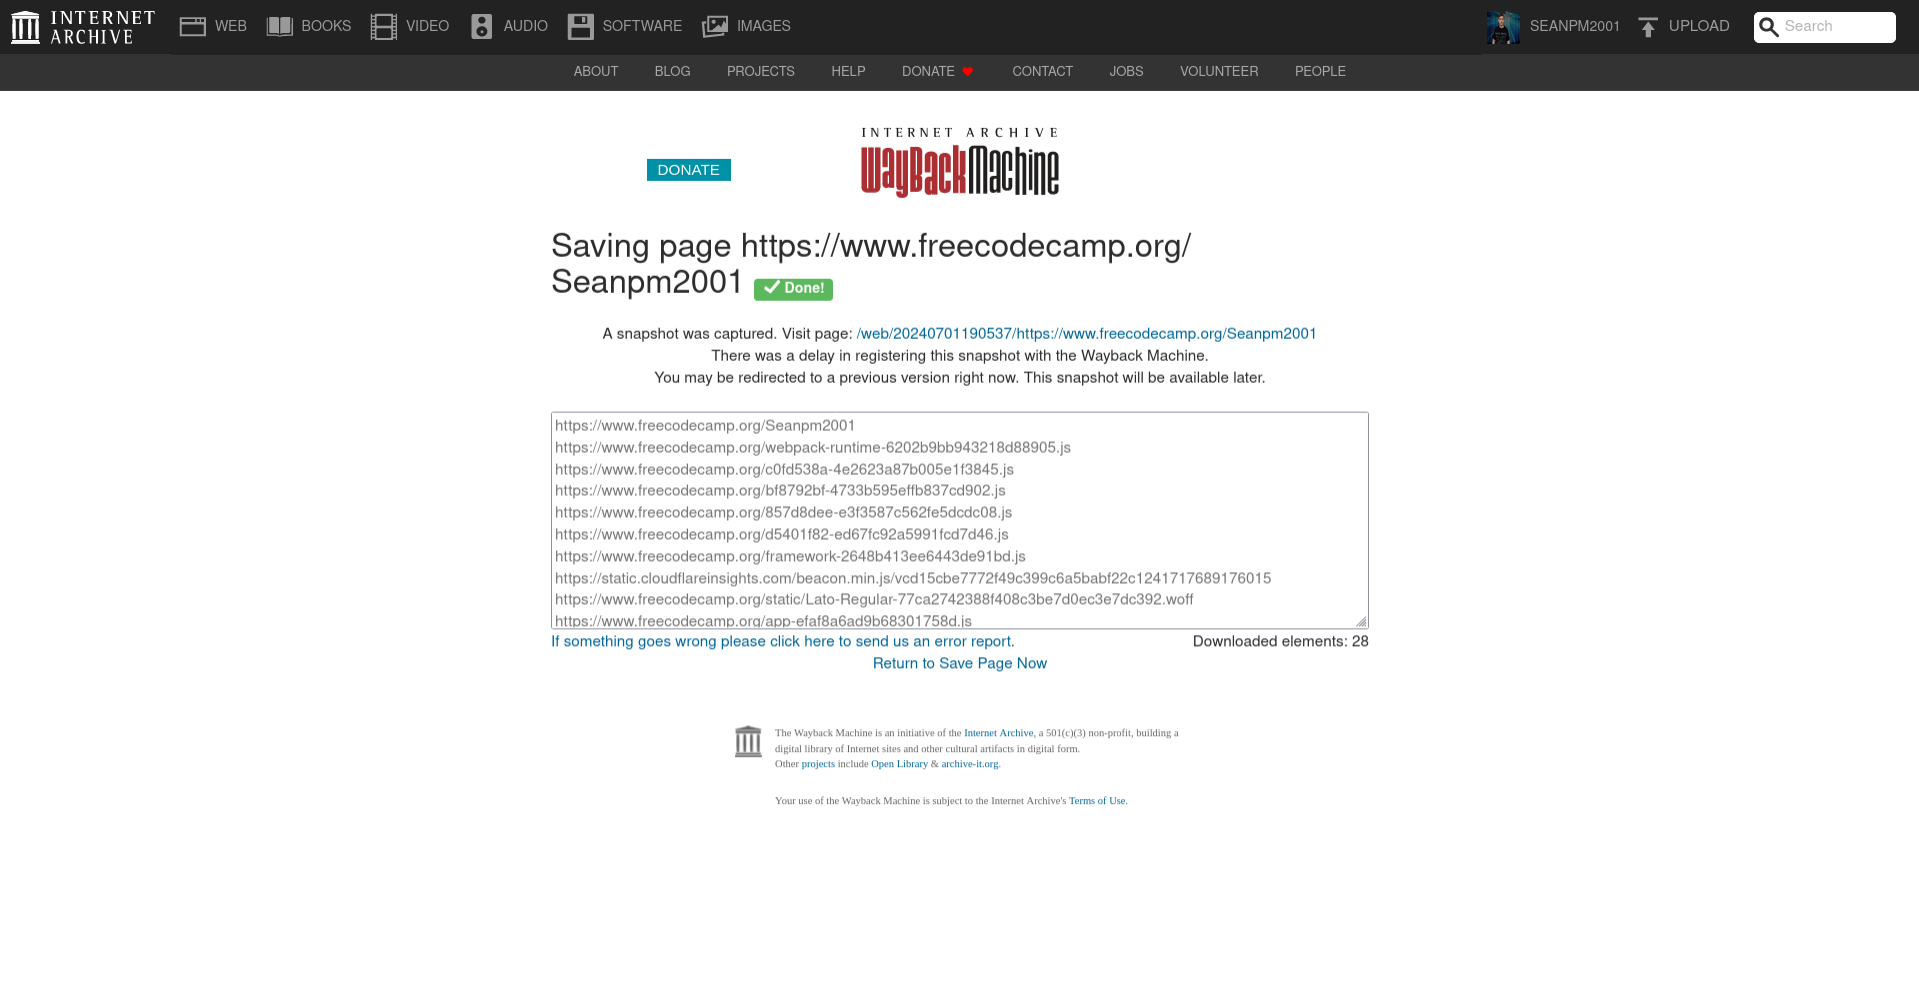 INTERNET ARCHIVE
WEB BOOKS VIDEO AUDIO SOFTWARE IMAGES SEANPM2001 UPLOAD Search
ABOUT BLOG PROJECTS HELP DONATE CONTACT JOBS VOLUNTEER PEOPLE
INTERNET ARCHIVE
WayBackMachine
DONATE
Saving page https://www.freecodecamp.org/
Seanpm2001 Done!
A snapshot was captured. Visit page: /web/20240701190537/https://www.freecodecamp.org/Seanpm2001
There was a delay in registering this snapshot with the Wayback Machine.
You may be redirected to a previous version right now. This snapshot will be available later.
https://www.freecodecamp.org/Seanpm2001
https://www.freecodecamp.org/webpack-runtime-6202b9bb943218d88905.js
https://www.freecodecamp.org/c0fd538a-4e2623a87b005e1f3845.js
https://www.freecodecamp.org/bf8792bf-4733b595effb837cd902.js
https://www.freecodecamp.org/857d8dee-e3f3587c562fe5dcdc08.js
https://www.freecodecamp.org/d5401f82-ed67fc92a5991fcd7d46.js
https://www.freecodecamp.org/framework-2648b413ee6443de91bd.js
https://static.cloudflareinsights.com/beacon.min.js/vcd15cbe7772f49c399c6a5babf22c1241717689176015
https://www.freecodecamp.org/static/Lato-Regular-77ca2742388f408c3be7d0ec3e7dc392.woff
https://www.freecodecamp.org/app-efaf8a6ad9b68301758d.js
If something goes wrong please click here to send us an error report. Downloaded elements: 28
Return to Save Page Now
The Wayback Machine is an initiative of the Internet Archive, a 501(c)(3) non-profit, building a
digital library of Internet sites and other cultural artifacts in digital form.
Other projects include Open Library & archive-it.org.
Your use of the Wayback Machine is subject to the Internet Archive's Terms of Use.